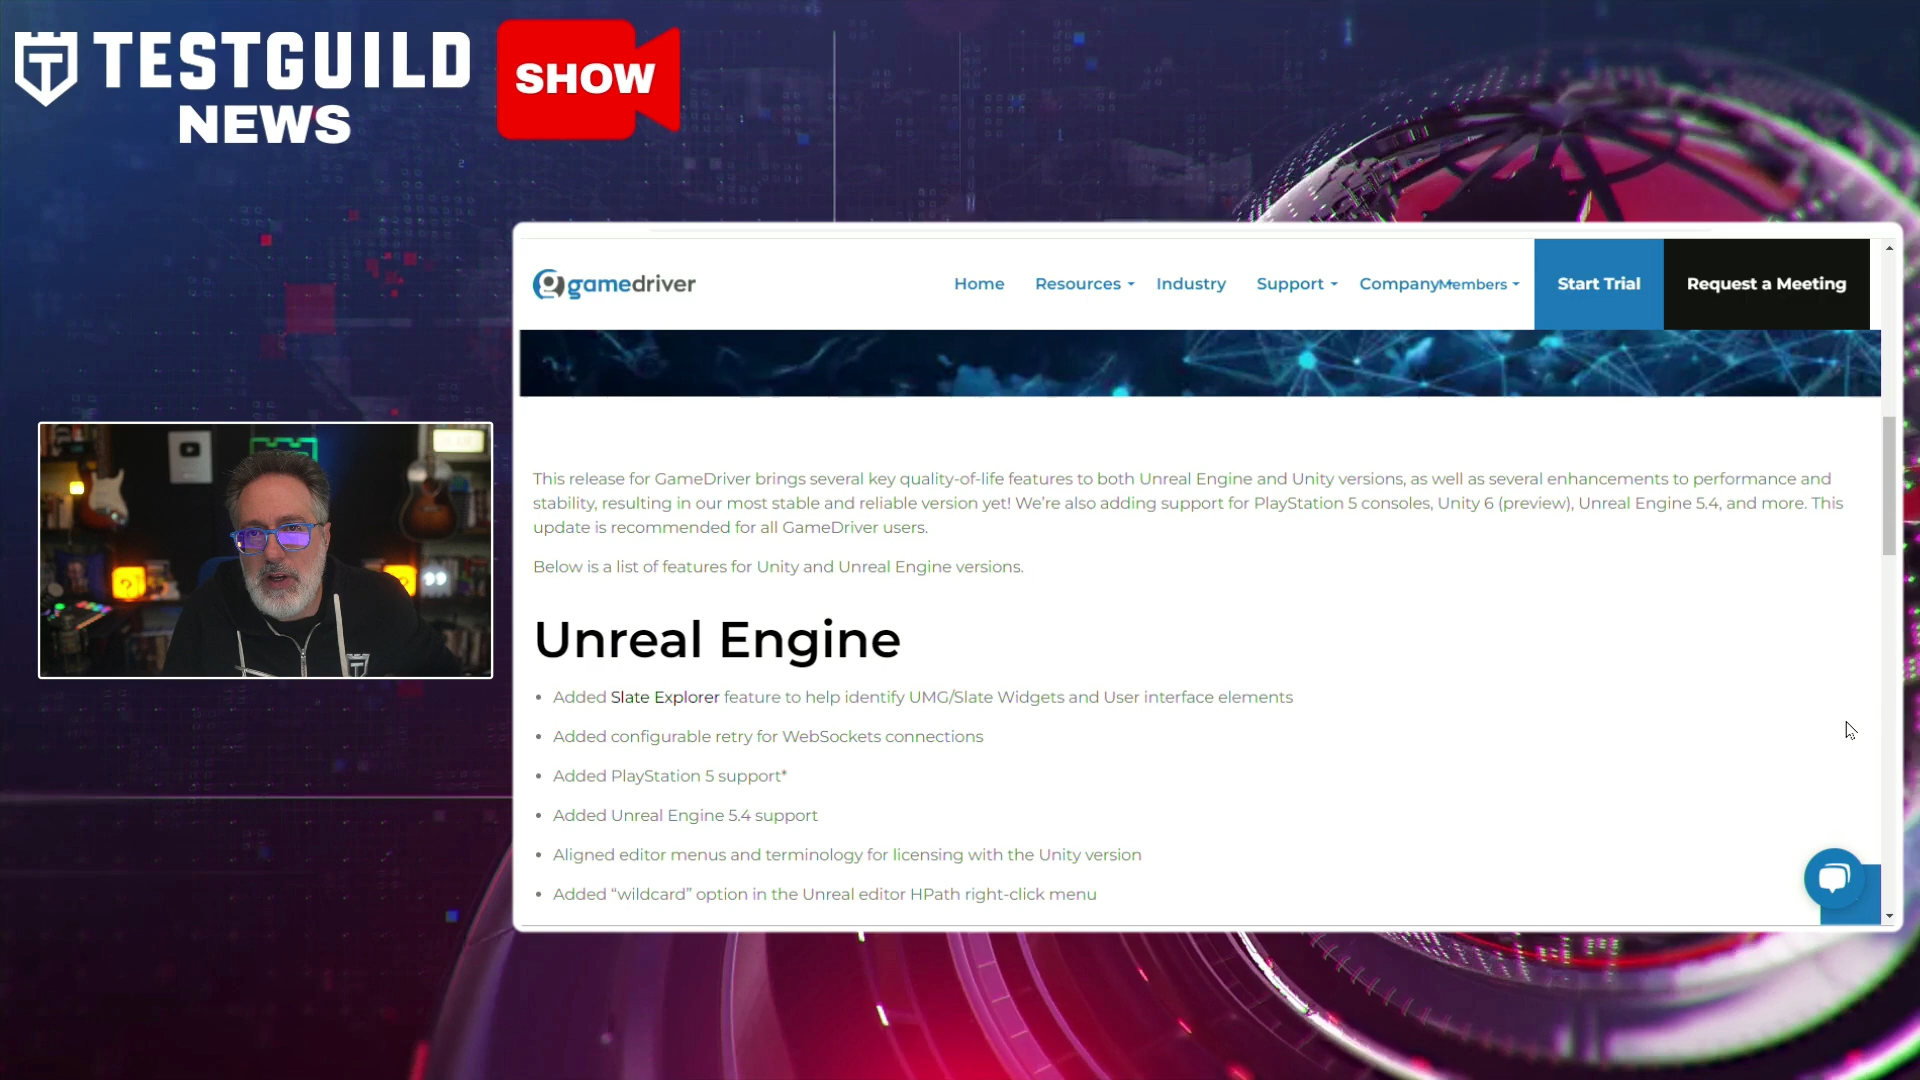 TESTGUILD
NEWS
SHOW
gamedriver
Home
Resources
Industry
Support
Company
Members
Start Trial
Request a Meeting
This release for GameDriver brings several key quality-of-life features to both Unreal Engine and Unity versions, as well as several enhancements to performance and
stability, resulting in our most stable and reliable version yet! We’re also adding support for PlayStation 5 consoles, Unity 6 (preview), Unreal Engine 5.4, and more. This
update is recommended for all GameDriver users.
Below is a list of features for Unity and Unreal Engine versions.
Unreal Engine
• Added Slate Explorer feature to help identify UMG/Slate Widgets and User interface elements
• Added configurable retry for WebSockets connections
• Added PlayStation 5 support*
• Added Unreal Engine 5.4 support
• Aligned editor menus and terminology for licensing with the Unity version
• Added “wildcard” option in the Unreal editor HPath right-click menu